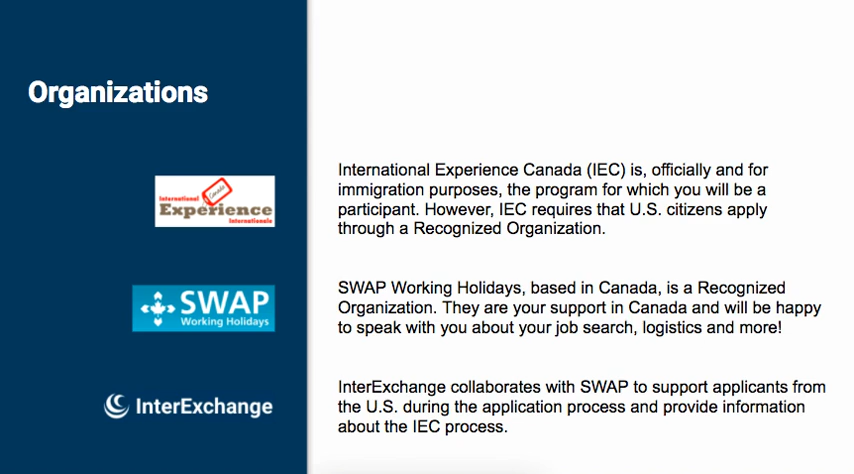 Organizations
International
Canada
Experience
Internationale
International Experience Canada (IEC) is, officially and for
immigration purposes, the program for which you will be a
participant. However, IEC requires that U.S. citizens apply
through a Recognized Organization.
SWAP
Working Holidays
SWAP Working Holidays, based in Canada, is a Recognized
Organization. They are your support in Canada and will be happy
to speak with you about your job search, logistics and more!
InterExchange
InterExchange collaborates with SWAP to support applicants from
the U.S. during the application process and provide information
about the IEC process.